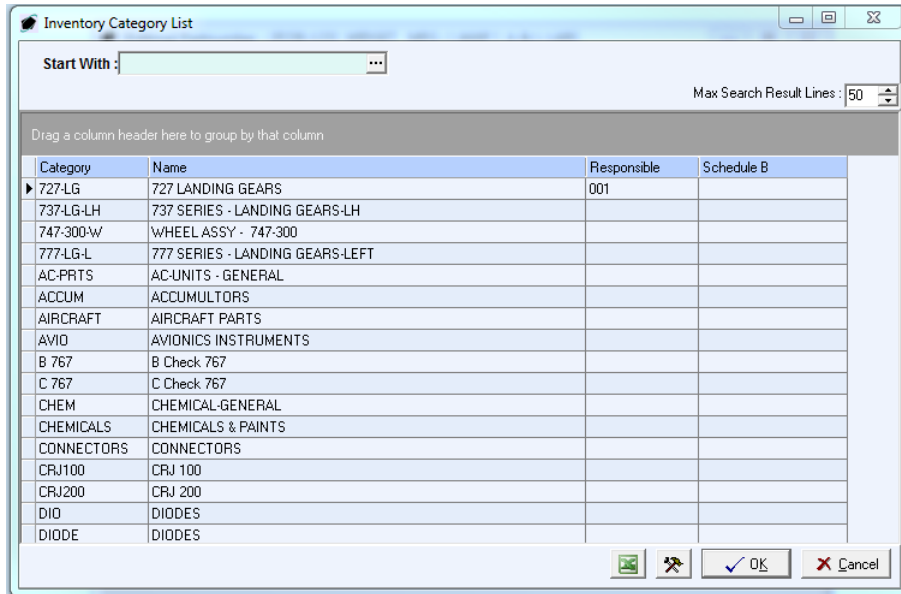 Inventory Category List
Start With :
...
Max Search Result Lines : 50
Drag a column header here to group by that column
Category Name Responsible Schedule B
727-LG 727 LANDING GEARS 001
737-LG-LH 737 SERIES - LANDING GEARS-LH
747-300-W WHEEL ASSY - 747-300
777-LG-L 777 SERIES - LANDING GEARS-LEFT
AC-PRTS AC-UNITS - GENERAL
ACCUM ACCUMULTORS
AIRCRAFT AIRCRAFT PARTS
AVIO AVIONICS INSTRUMENTS
B 767 B Check 767
C 767 C Check 767
CHEM CHEMICAL-GENERAL
CHEMICALS CHEMICALS & PAINTS
CONNECTORS CONNECTORS
CRJ100 CRJ 100
CRJ200 CRJ 200
DIO DIODES
DIODE DIODES
OK Cancel